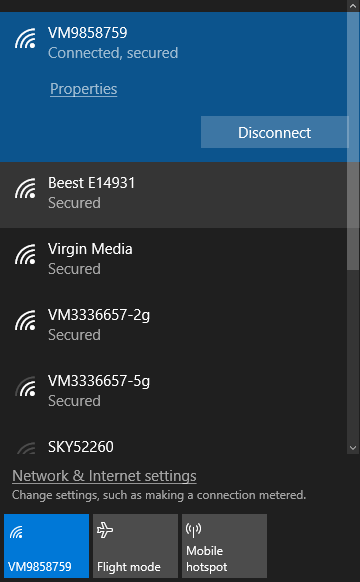 VM9858759
Connected, secured
Properties
Disconnect
Beest E14931
Secured
Virgin Media
Secured
VM3336657-2g
Secured
VM3336657-5g
Secured
SKY52260
Network & Internet settings
Change settings, such as making a connection metered.
VM9858759
Flight mode
Mobile
hotspot